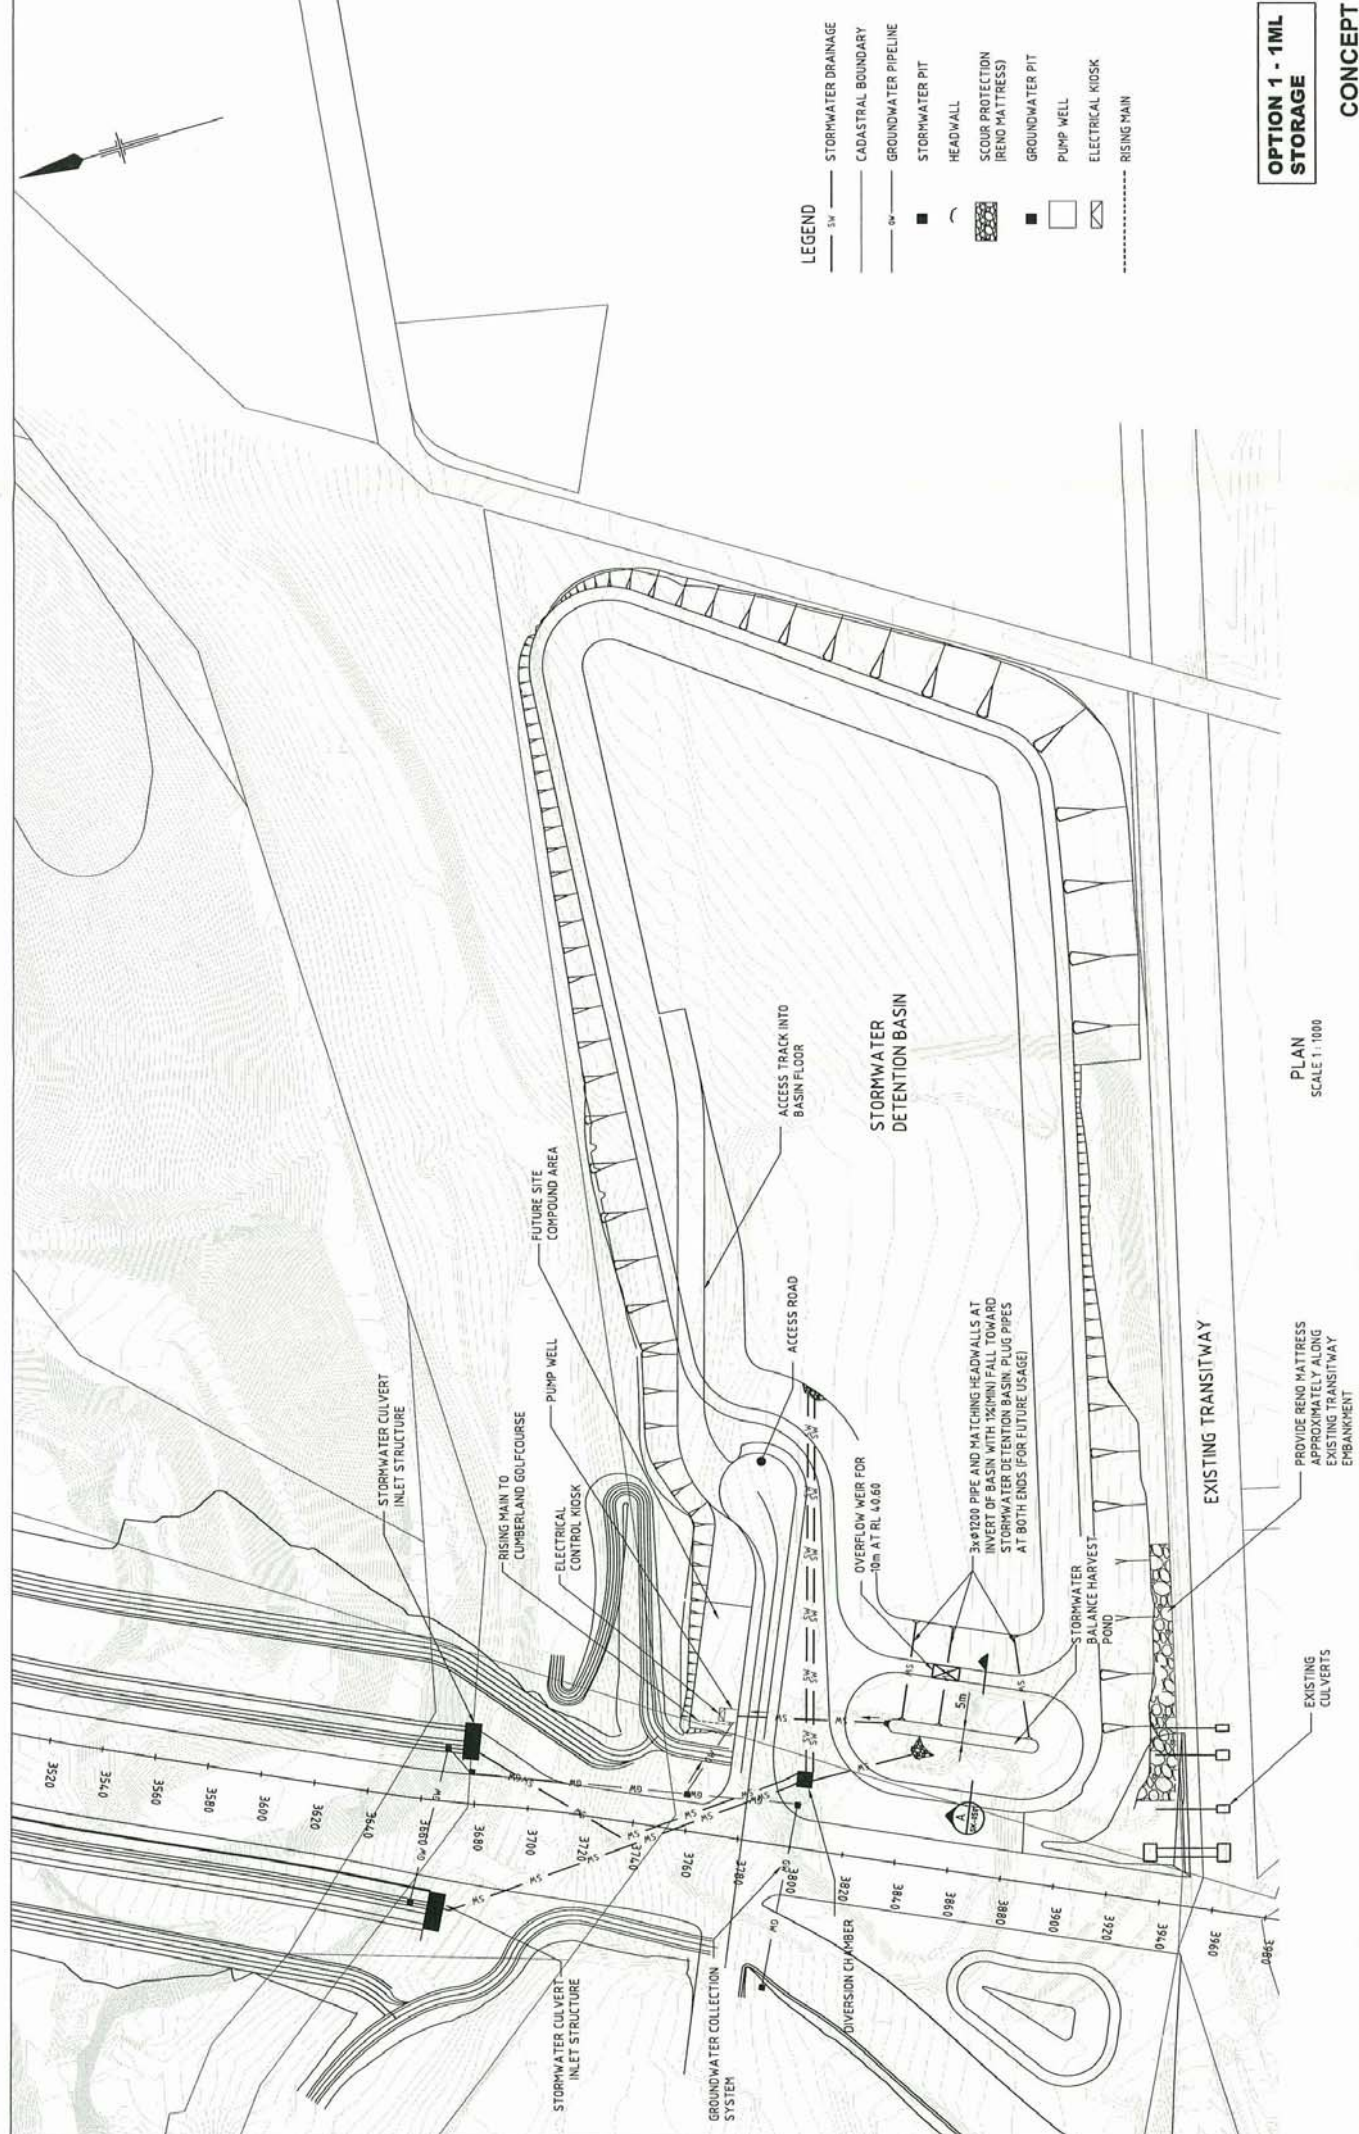 LEGEND
SW STORMWATER DRAINAGE
CADASTRAL BOUNDARY
GW GROUNDWATER PIPELINE
STORMWATER PIT
HEADWALL
SCOUR PROTECTION
(RENO MATTRESS)
GROUNDWATER PIT
PUMP WELL
ELECTRICAL KIOSK
RISING MAIN
OPTION 1 - 1ML
STORAGE
CONCEPT
STORMWATER CULVERT
INLET STRUCTURE
RISING MAIN TO
CUMBERLAND GOLFCOURSE
ELECTRICAL
CONTROL KIOSK
PUMP WELL
FUTURE SITE
COMPOUND AREA
ACCESS TRACK INTO
BASIN FLOOR
STORMWATER
DETENTION BASIN
ACCESS ROAD
OVERFLOW WEIR FOR
10m AT RL 40.60
3xø1200 PIPE AND MATCHING HEADWALLS AT
INVERT OF BASIN WITH 1%(MIN) FALL TOWARD
STORMWATER DETENTION BASIN. PLUG PIPES
AT BOTH ENDS (FOR FUTURE USAGE)
STORMWATER
BALANCE HARVEST
POND
5m
A
EXISTING TRANSITWAY
PROVIDE RENO MATTRESS
APPROXIMATELY ALONG
EXISTING TRANSITWAY
EMBANKMENT
EXISTING
CULVERTS
PLAN
SCALE 1 : 1000
3520
3540
3560
3580
3600
3620
3640
3660
3680
3700
3720
3740
3760
3780
3800
3820
3840
3860
3880
3900
3920
3940
3960
3980
STORMWATER CULVERT
INLET STRUCTURE
GROUNDWATER COLLECTION
SYSTEM
DIVERSION CHAMBER